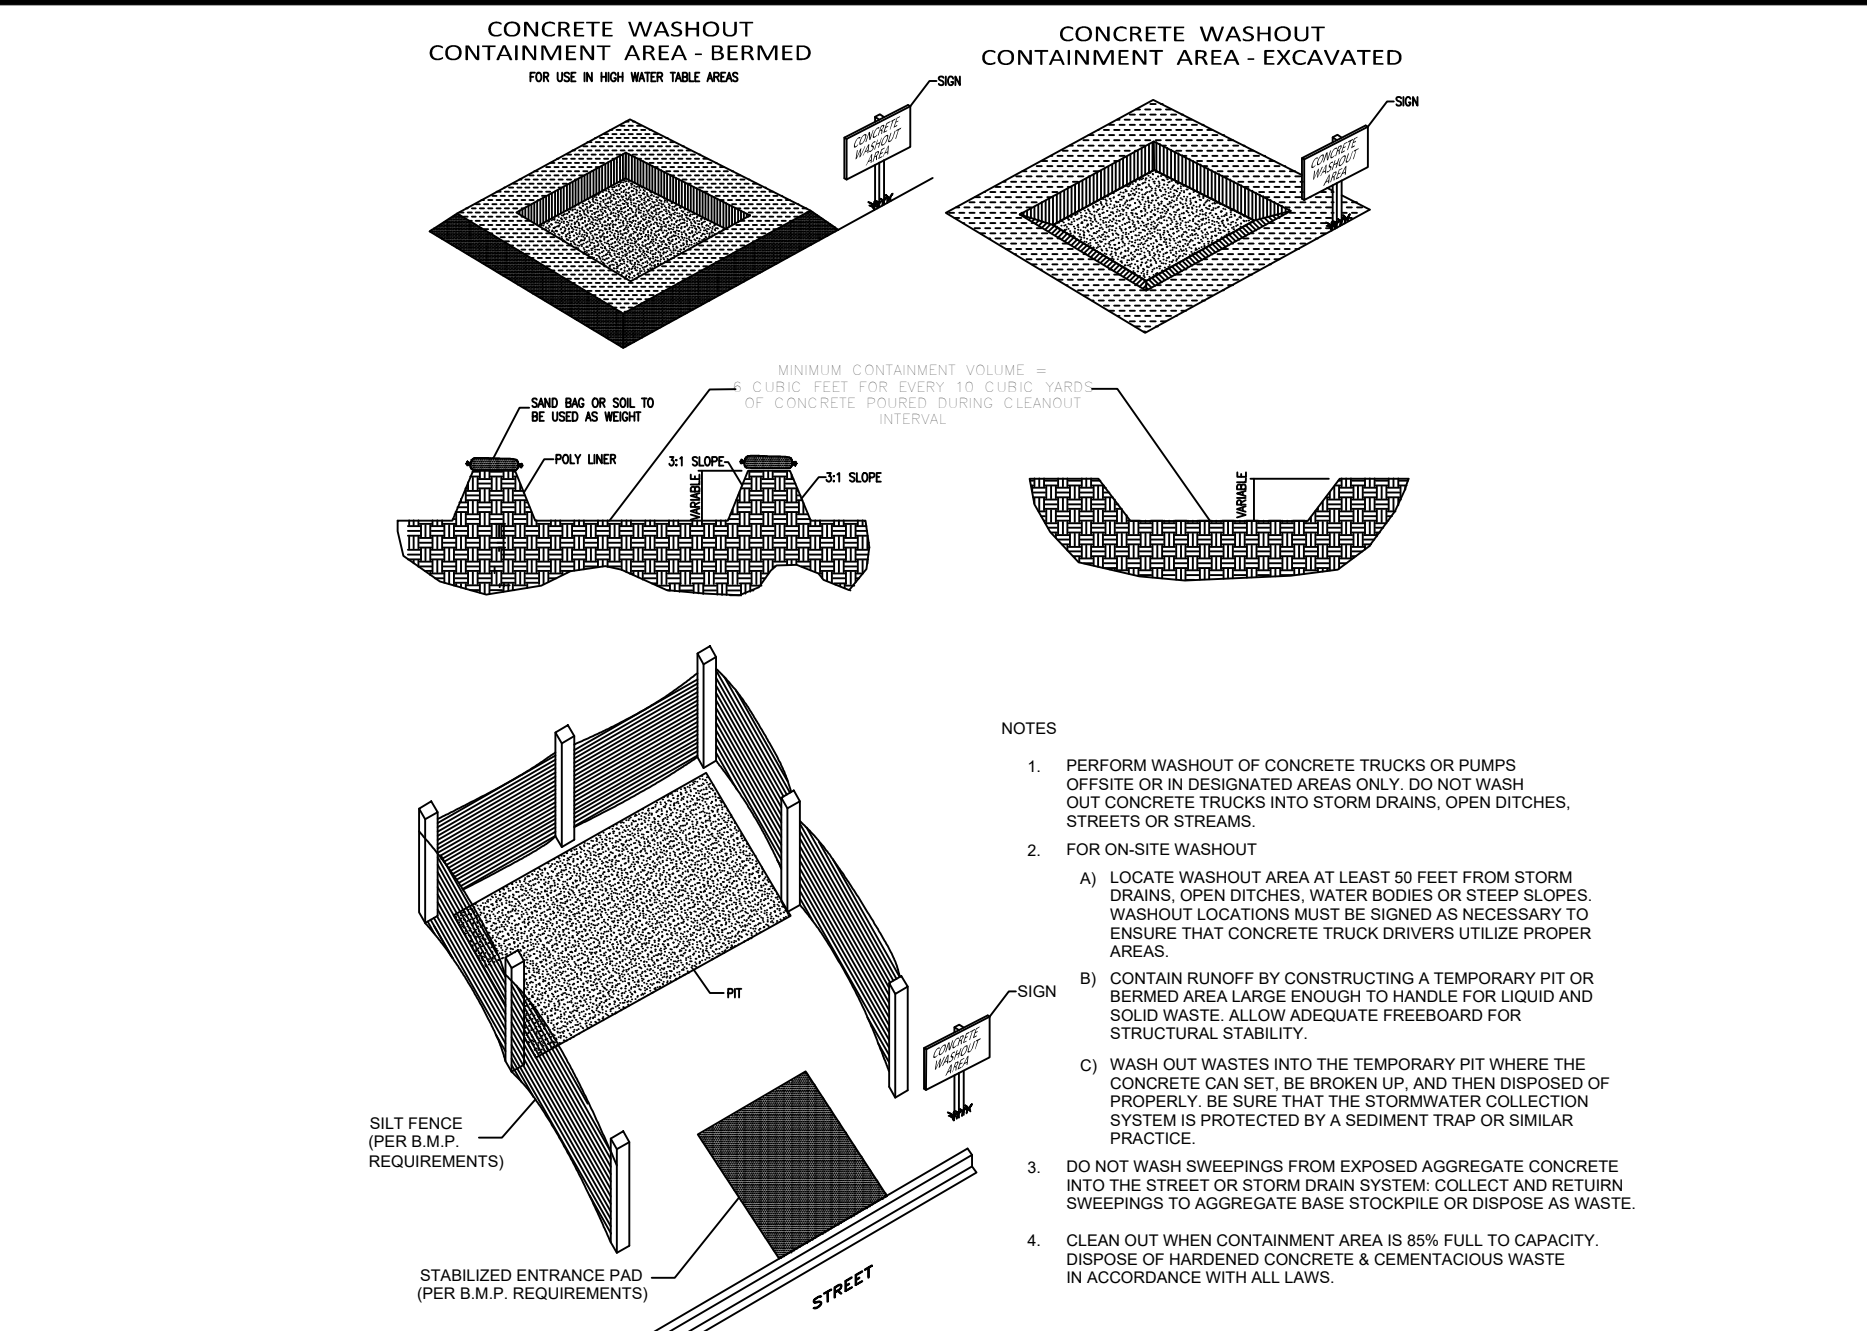 CONCRETE WASHOUT
CONTAINMENT AREA - BERMED
FOR USE IN HIGH WATER TABLE AREAS
SIGN
CONCRETE
WASHOUT
AREA
CONCRETE WASHOUT
CONTAINMENT AREA - EXCAVATED
SIGN
CONCRETE
WASHOUT
AREA
MINIMUM CONTAINMENT VOLUME =
6 CUBIC FEET FOR EVERY 10 CUBIC YARDS
OF CONCRETE POURED DURING CLEANOUT
INTERVAL
SAND BAG OR SOIL TO
BE USED AS WEIGHT
POLY LINER
3:1 SLOPE
VARIABLE
3:1 SLOPE
VARIABLE
PIT
SIGN
CONCRETE
WASHOUT
AREA
SILT FENCE
(PER B.M.P.
REQUIREMENTS)
STABILIZED ENTRANCE PAD
(PER B.M.P. REQUIREMENTS)
STREET
NOTES
1. PERFORM WASHOUT OF CONCRETE TRUCKS OR PUMPS
OFFSITE OR IN DESIGNATED AREAS ONLY. DO NOT WASH
OUT CONCRETE TRUCKS INTO STORM DRAINS, OPEN DITCHES,
STREETS OR STREAMS.
2. FOR ON-SITE WASHOUT
A) LOCATE WASHOUT AREA AT LEAST 50 FEET FROM STORM
DRAINS, OPEN DITCHES, WATER BODIES OR STEEP SLOPES.
WASHOUT LOCATIONS MUST BE SIGNED AS NECESSARY TO
ENSURE THAT CONCRETE TRUCK DRIVERS UTILIZE PROPER
AREAS.
B) CONTAIN RUNOFF BY CONSTRUCTING A TEMPORARY PIT OR
BERMED AREA LARGE ENOUGH TO HANDLE FOR LIQUID AND
SOLID WASTE. ALLOW ADEQUATE FREEBOARD FOR
STRUCTURAL STABILITY.
C) WASH OUT WASTES INTO THE TEMPORARY PIT WHERE THE
CONCRETE CAN SET, BE BROKEN UP, AND THEN DISPOSED OF
PROPERLY. BE SURE THAT THE STORMWATER COLLECTION
SYSTEM IS PROTECTED BY A SEDIMENT TRAP OR SIMILAR
PRACTICE.
3. DO NOT WASH SWEEPINGS FROM EXPOSED AGGREGATE CONCRETE
INTO THE STREET OR STORM DRAIN SYSTEM: COLLECT AND RETUIRN
SWEEPINGS TO AGGREGATE BASE STOCKPILE OR DISPOSE AS WASTE.
4. CLEAN OUT WHEN CONTAINMENT AREA IS 85% FULL TO CAPACITY.
DISPOSE OF HARDENED CONCRETE & CEMENTACIOUS WASTE
IN ACCORDANCE WITH ALL LAWS.